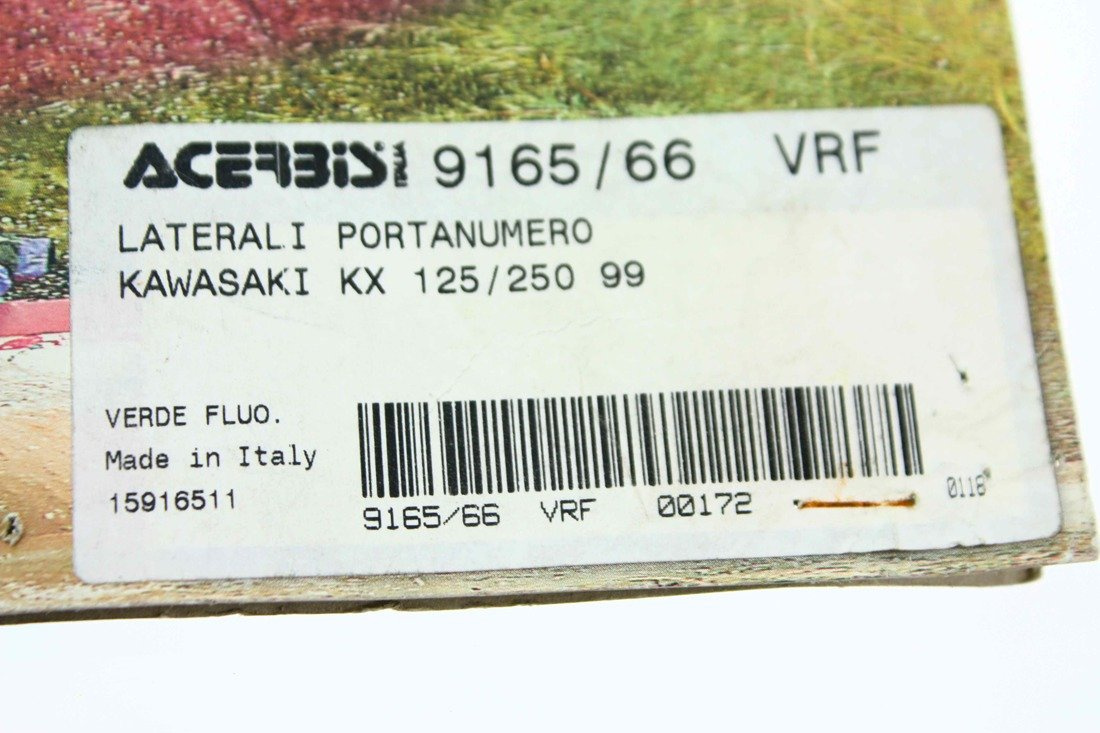 ACERBIS ITALIA 9165/66 VRF
LATERALI PORTANUMERO
KAWASAKI KX 125/250 99
VERDE FLUO.
Made in Italy
15916511
9165/66 VRF 00172
0118